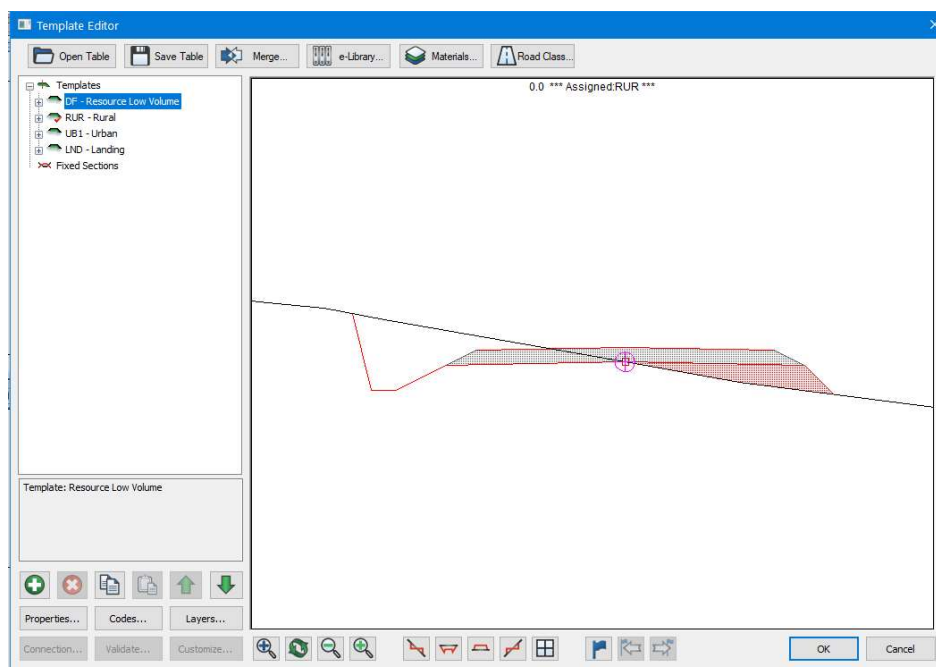 Template Editor
Open Table Save Table Merge... e-Library... Materials... Road Class...
Templates
DF - Resource Low Volume
RUR - Rural
UB1 - Urban
LND - Landing
Fixed Sections
0.0 *** Assigned:RUR ***
Template: Resource Low Volume
Properties... Codes... Layers...
Connection... Validate... Customize...
OK Cancel